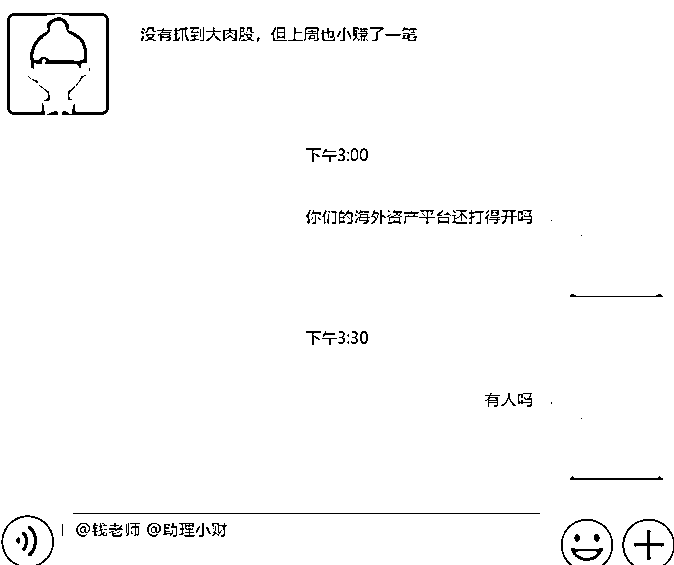 没有抓到大肉股，但上周也小赚了一笔
下午3:00
你们的海外资产平台还打得开吗
下午3:30
有人吗
@钱老师 @助理小财